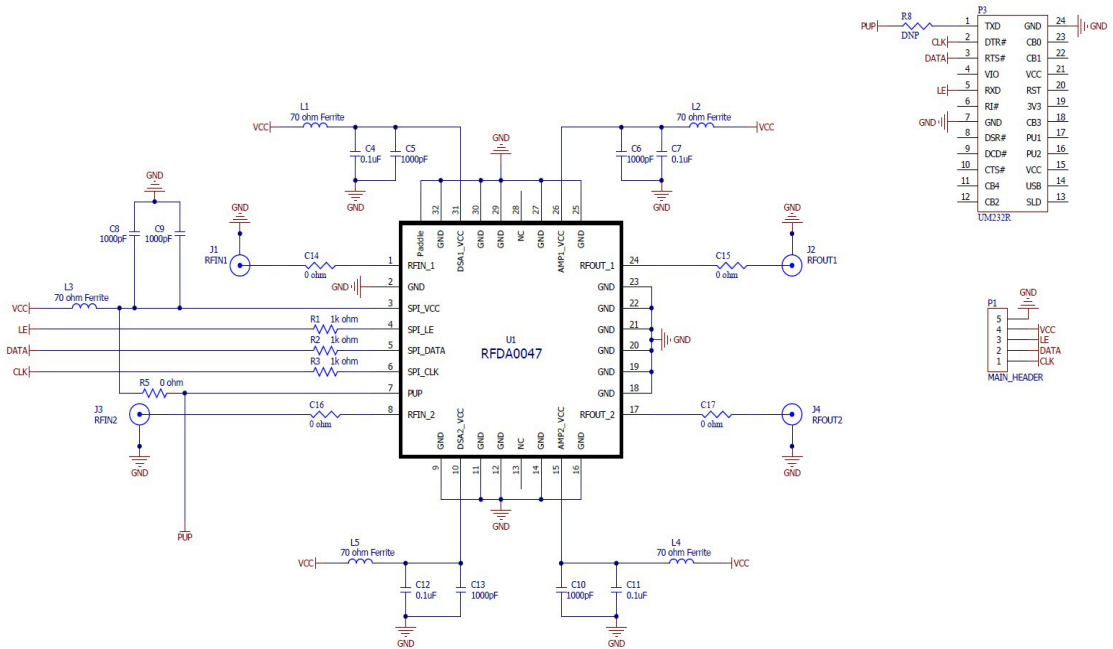 P3
PUP
R8
DNP
1 TXD GND 24 GND
CLK 2 DTR# CB0 23
DATA 3 RTS# CB1 22
4 VIO VCC 21
LE 5 RXD RST 20
6 RI# 3V3 19
GND 7 GND CB3 18
8 DSR# PU1 17
9 DCD# PU2 16
10 CTS# VCC 15
11 CB4 USB 14
12 CB2 SLD 13
UM232R
L1
70 ohm Ferrite
VCC
C4
0.1uF
C5
1000pF
GND
GND
L2
70 ohm Ferrite
VCC
C6
1000pF
C7
0.1uF
GND
GND
C8
1000pF
C9
1000pF
32 31 30 29 28 27 26 25
Paddle GND DSA1_VCC GND GND NC GND AMP1_VCC GND
GND
J1
RFIN1
C14
0 ohm
1 RFIN_1
GND 2 GND
L3
70 ohm Ferrite
VCC
3 SPI_VCC
LE R1 1k ohm 4 SPI_LE
DATA R2 1k ohm 5 SPI_DATA
CLK R3 1k ohm 6 SPI_CLK
R5 0 ohm 7 PUP
J3
RFIN2
C16
0 ohm
8 RFIN_2
GND
PUP
U1
RFDA0047
GND
J2
RFOUT1
C15
0 ohm
RFOUT_1 24
GND 23
GND 22
GND 21
GND
GND 20
GND 19
GND 18
RFOUT_2 17
C17
0 ohm
J4
RFOUT2
GND
P1
GND
5
4 VCC
3 LE
2 DATA
1 CLK
MAIN_HEADER
GND DSA2_VCC GND GND NC GND AMP2_VCC GND
9 10 11 12 13 14 15 16
GND
L5
70 ohm Ferrite
VCC
C12
0.1uF
C13
1000pF
GND
L4
70 ohm Ferrite
VCC
C10
1000pF
C11
0.1uF
GND